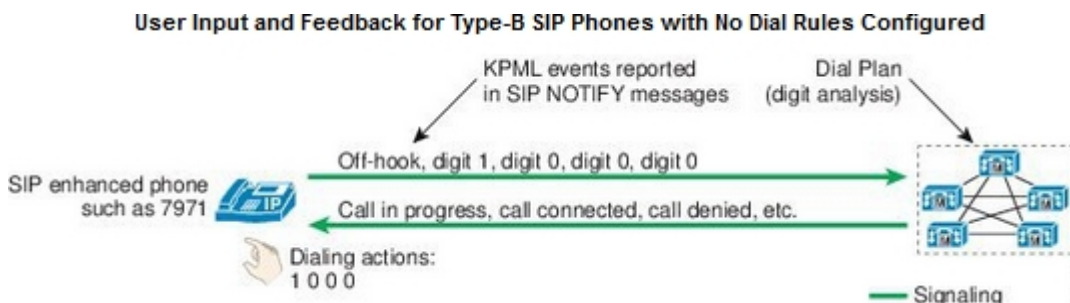 User Input and Feedback for Type-B SIP Phones with No Dial Rules Configured
KPML events reported
in SIP NOTIFY messages
Dial Plan
(digit analysis)
Off-hook, digit 1, digit 0, digit 0, digit 0
SIP enhanced phone
such as 7971
IP
Call in progress, call connected, call denied, etc.
Dialing actions:
1 0 0 0
Signaling